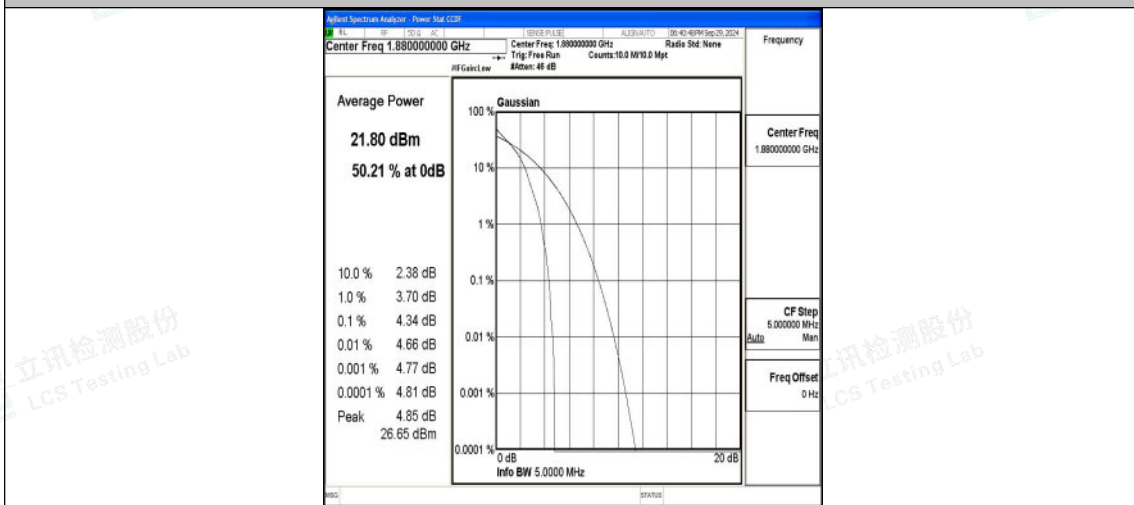 Agilent Spectrum Analyzer - Power Stat CCDF
RL RF 50 Ω AC SENSE:PULSE ALIGN AUTO 06:40:48PM Sep 29, 2024
Center Freq 1.880000000 GHz
Center Freq: 1.880000000 GHz Radio Std: None
Trig: Free Run Counts:10.0 M/10.0 Mpt
#IFGain:Low #Atten: 46 dB
Frequency
Average Power
21.80 dBm
50.21 % at 0dB
10.0 % 2.38 dB
1.0 % 3.70 dB
0.1 % 4.34 dB
0.01 % 4.66 dB
0.001 % 4.77 dB
0.0001 % 4.81 dB
Peak 4.85 dB
26.65 dBm
Gaussian
100 %
10 %
1 %
0.1 %
0.01 %
0.001 %
0.0001 %
0 dB 20 dB
Info BW 5.0000 MHz
Center Freq
1.880000000 GHz
CF Step
5.000000 MHz
Auto Man
Freq Offset
0 Hz
MSG STATUS
立讯检测股份
LCS Testing Lab
立讯检测股份
LCS Testing Lab